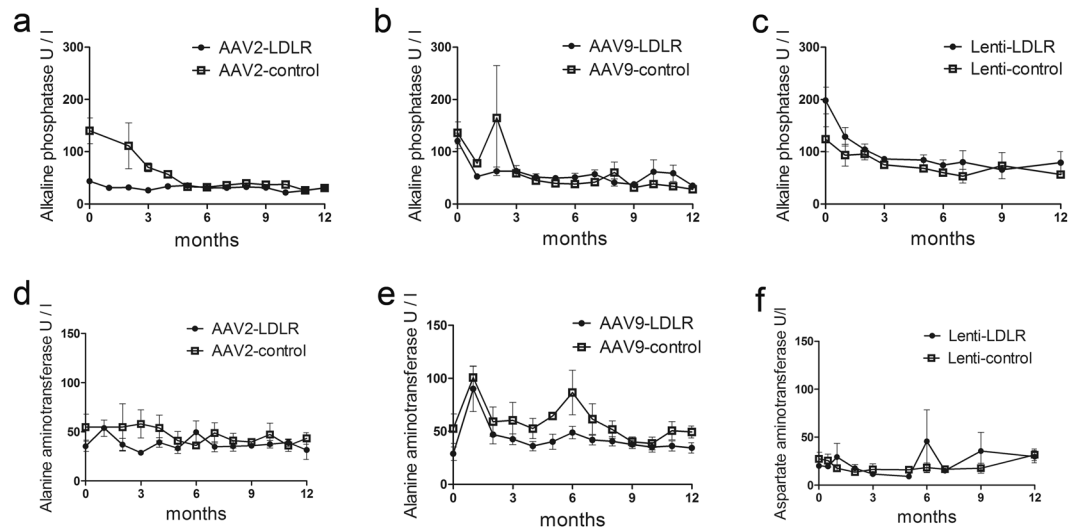 a
AAV2-LDLR
AAV2-control
Alkaline phosphatase U / l
300
200
100
0
0 3 6 9 12
months
b
AAV9-LDLR
AAV9-control
Alkaline phosphatase U / l
300
200
100
0
0 3 6 9 12
months
c
Lenti-LDLR
Lenti-control
Alkaline phosphatase U / l
300
200
100
0
0 3 6 9 12
months
d
AAV2-LDLR
AAV2-control
Alanine aminotransferase U / l
150
100
50
0
0 3 6 9 12
months
e
AAV9-LDLR
AAV9-control
Alanine aminotransferase U / l
150
100
50
0
0 3 6 9 12
months
f
Lenti-LDLR
Lenti-control
Aspartate aminotransferase U/l
150
100
50
0
0 3 6 9 12
months